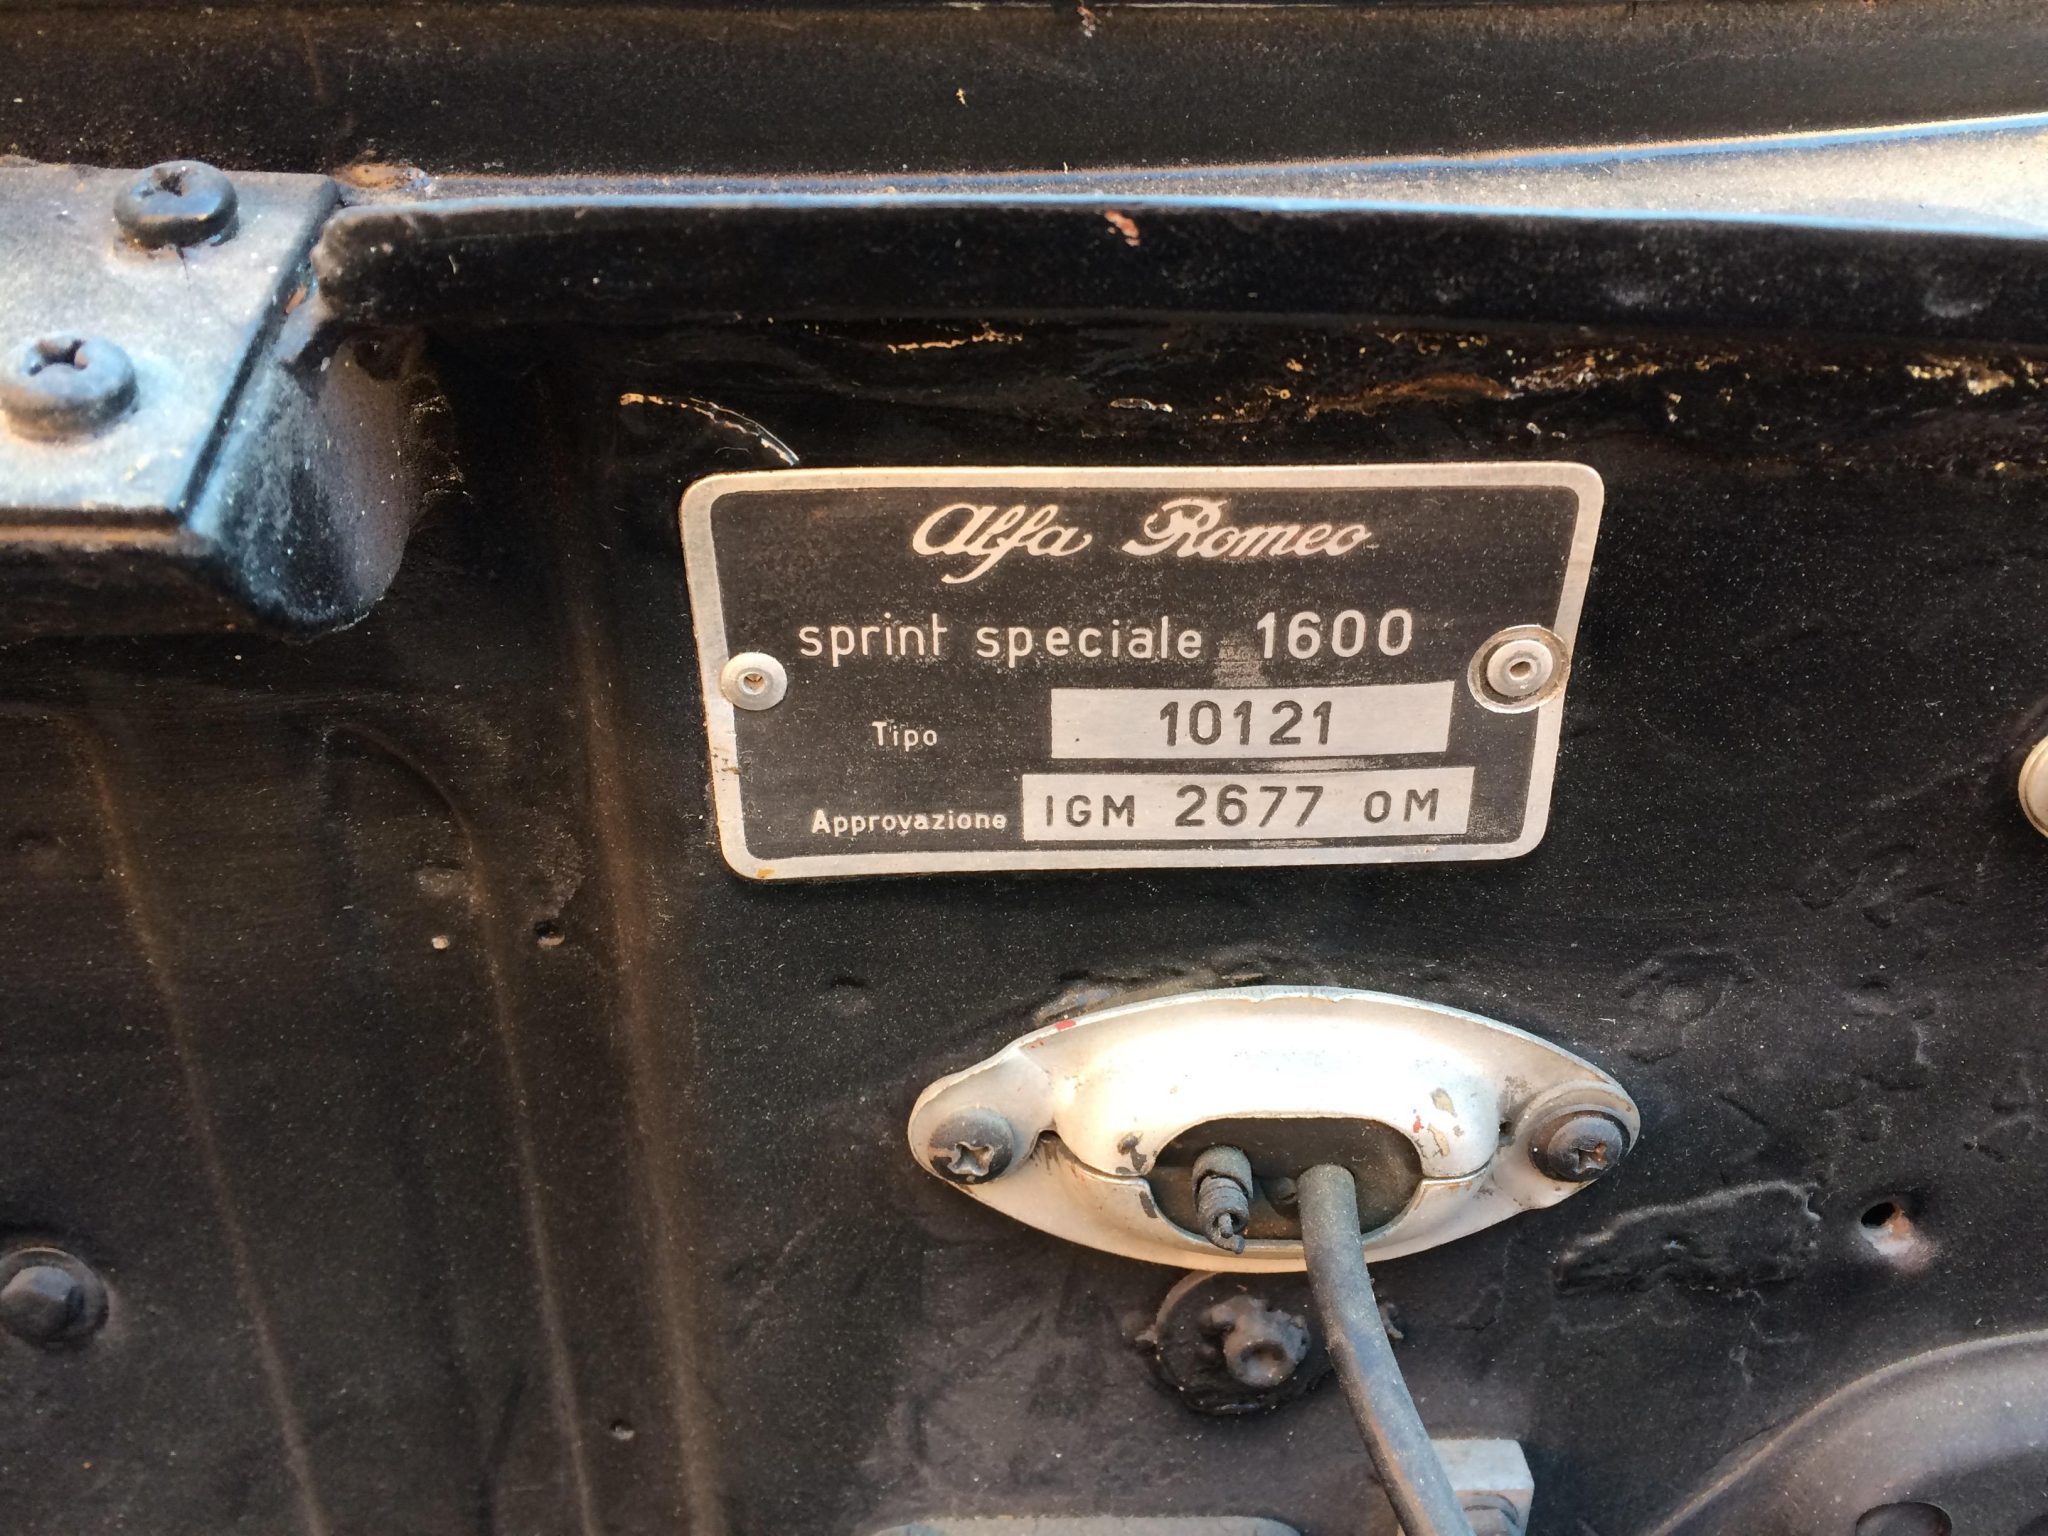 Alfa Romeo
sprint speciale 1600
Tipo 10121
Approvazione IGM 2677 OM